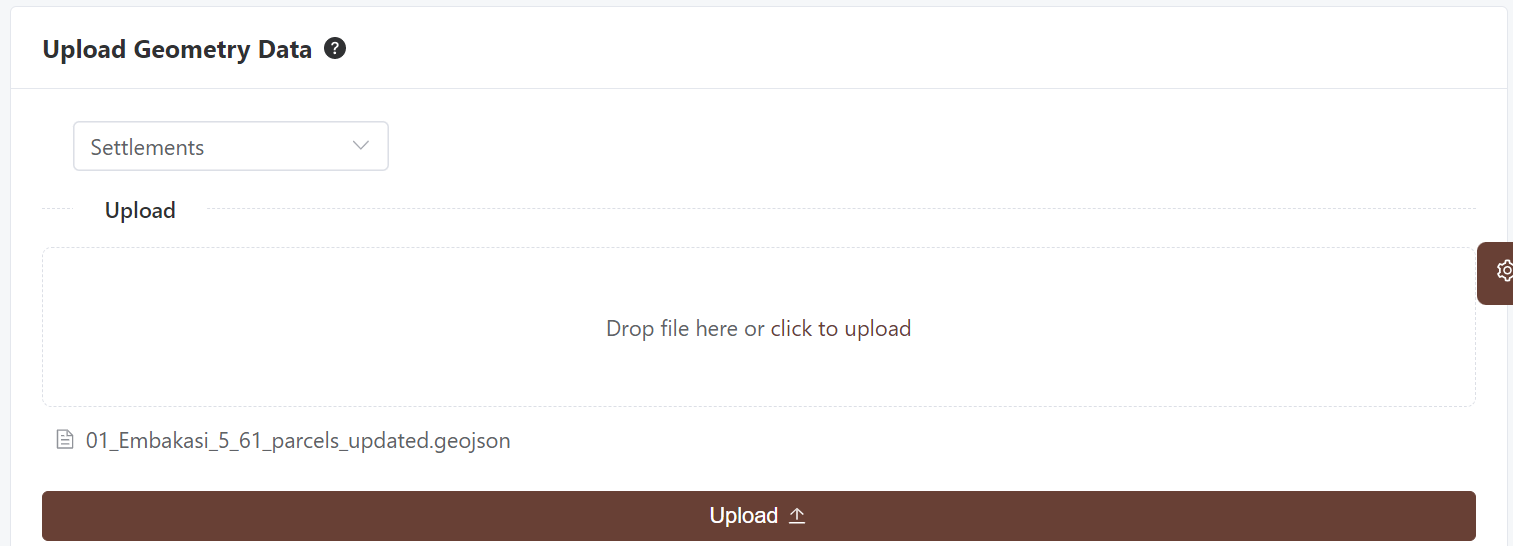 Upload Geometry Data ?
Settlements
Upload
Drop file here or click to upload
01_Embakasi_5_61_parcels_updated.geojson
Upload